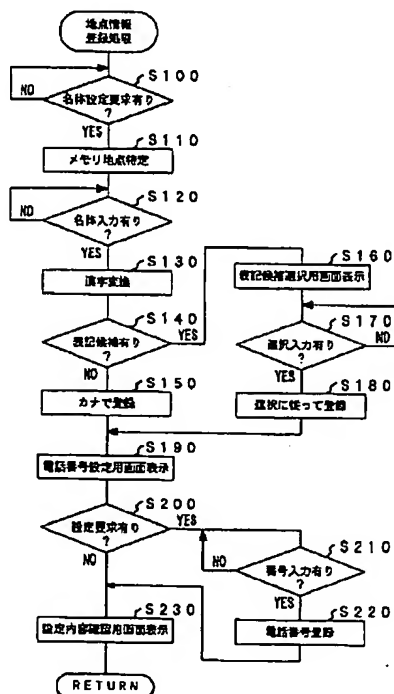 地点情報
登録処理
S100
名称設定要求有り
?
NO
YES
S110
メモリ地点特定
S120
名称入力有り
?
NO
YES
S130
漢字変換
S140
表記候補有り
?
YES
NO
S150
カナで登録
S160
表記候補選択用画面表示
S170
選択入力有り
?
NO
YES
S180
選択に従って登録
S190
電話番号設定用画面表示
S200
設定要求有り
?
YES
NO
S210
番号入力有り
?
NO
YES
S220
電話番号登録
S230
設定内容確認用画面表示
RETURN